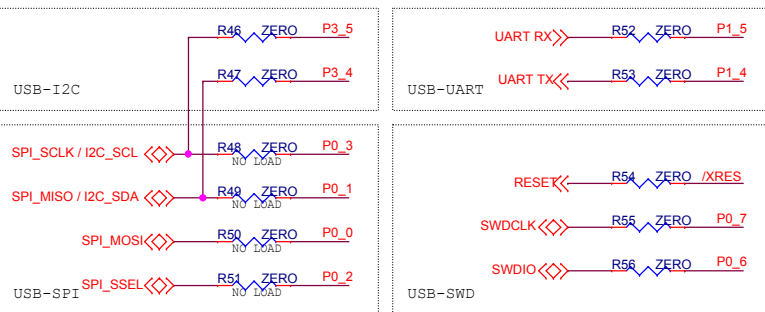 R46 ZERO P3_5
R47 ZERO P3_4
USB-I2C
UART RX R52 ZERO P1_5
UART TX R53 ZERO P1_4
USB-UART
SPI_SCLK / I2C_SCL R48 ZERO P0_3
NO LOAD
SPI_MISO / I2C_SDA R49 ZERO P0_1
NO LOAD
SPI_MOSI R50 ZERO P0_0
NO LOAD
SPI_SSEL R51 ZERO P0_2
NO LOAD
USB-SPI
RESET R54 ZERO /XRES
SWDCLK R55 ZERO P0_7
SWDIO R56 ZERO P0_6
USB-SWD